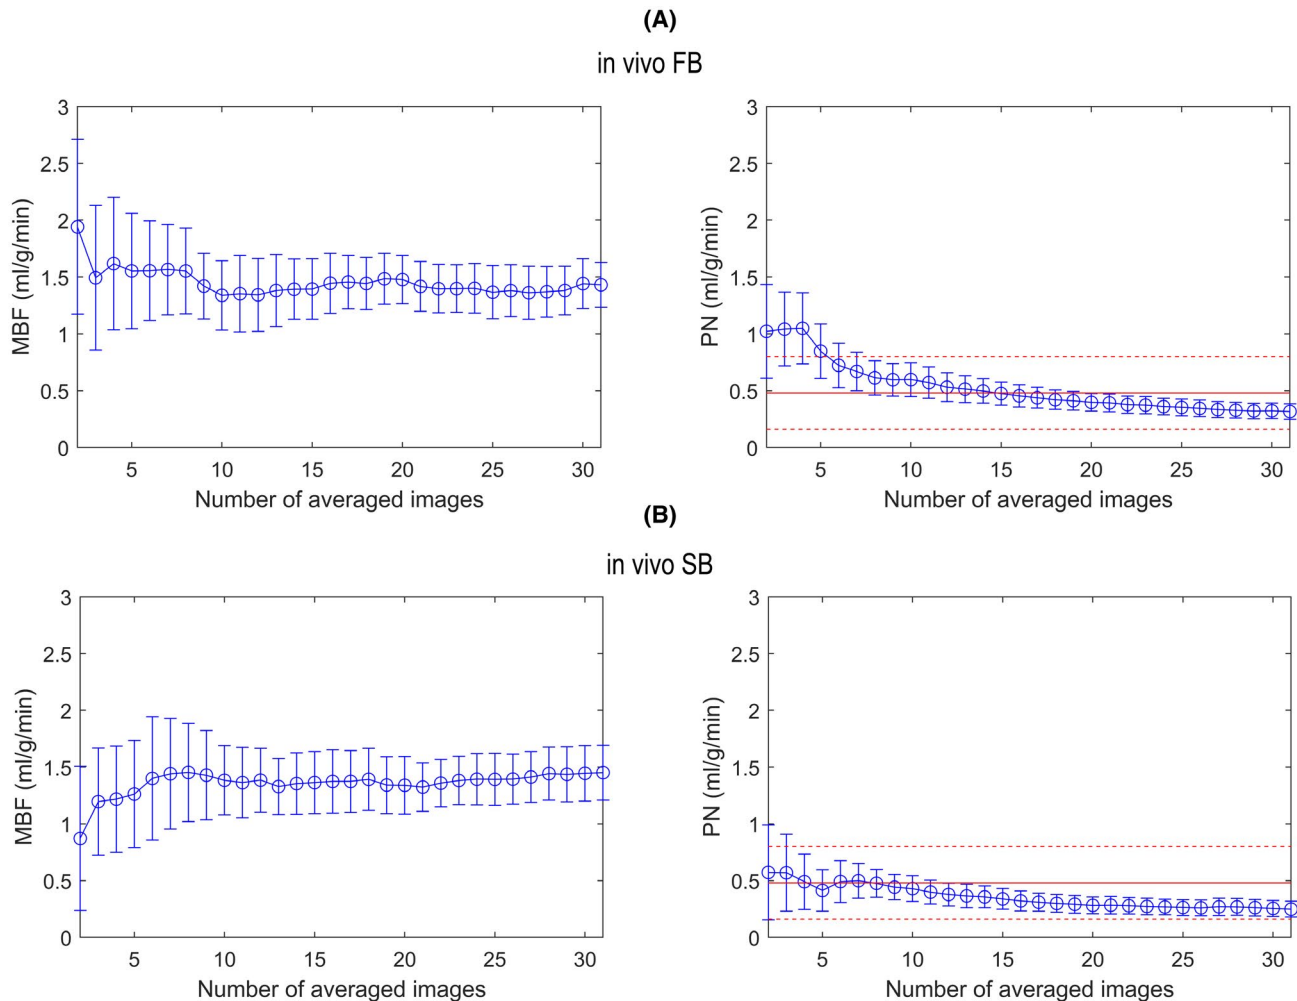 (A)
in vivo FB
3
2.5
2
1.5
1
0.5
0
MBF (ml/g/min)
5 10 15 20 25 30
Number of averaged images
3
2.5
2
1.5
1
0.5
0
PN (ml/g/min)
5 10 15 20 25 30
Number of averaged images
(B)
in vivo SB
3
2.5
2
1.5
1
0.5
0
MBF (ml/g/min)
5 10 15 20 25 30
Number of averaged images
3
2.5
2
1.5
1
0.5
0
PN (ml/g/min)
5 10 15 20 25 30
Number of averaged images